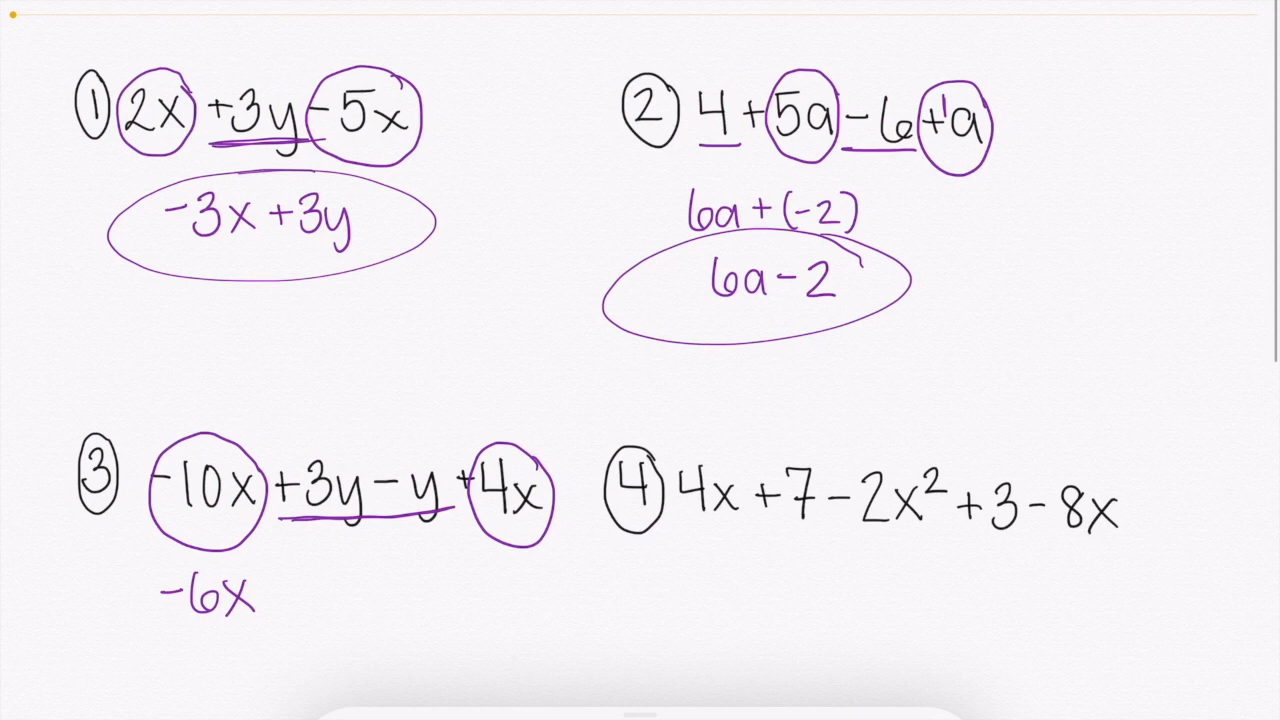 ① 2x +3y -5x
-3x +3y
② 4 + 5a - 6 + 1a
6a + (-2)
6a - 2
③ -10x +3y - y +4x
-6x
④ 4x +7 -2x² +3 - 8x